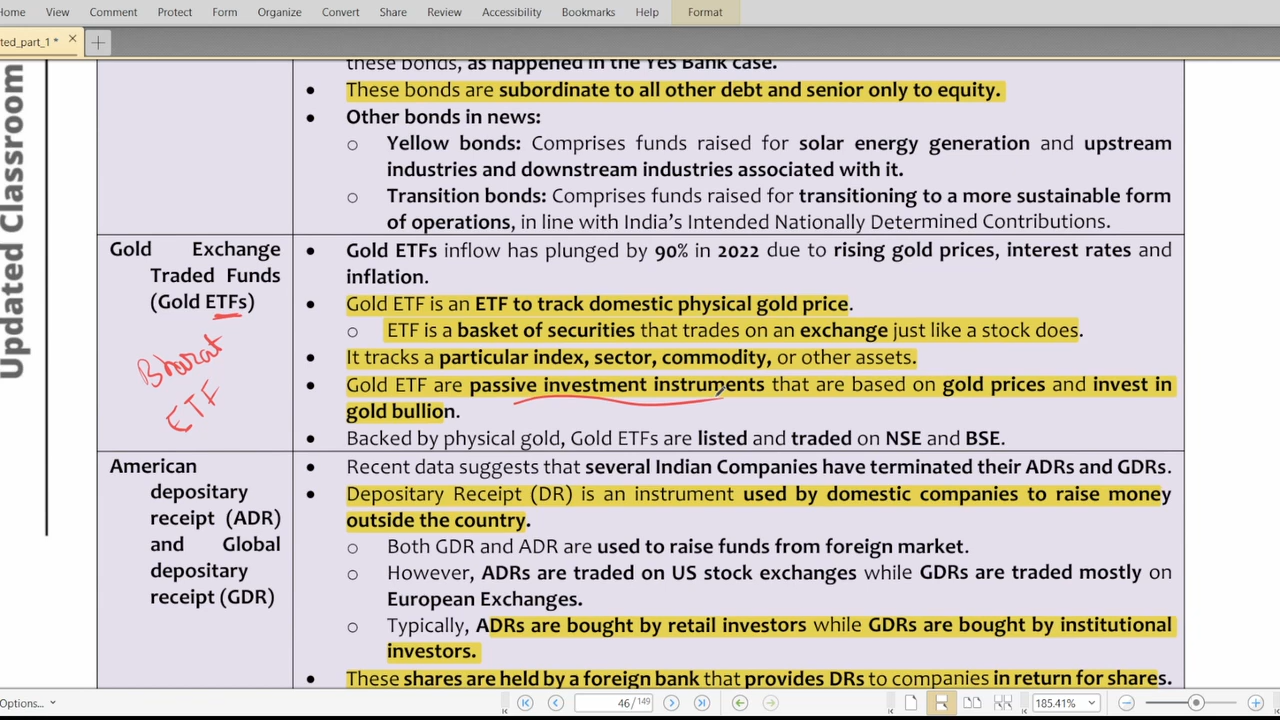 Home View Comment Protect Form Organize Convert Share Review Accessibility Bookmarks Help Format
ted_part_1 *
Updated Classroom
these bonds, as happened in the Yes Bank case.
• These bonds are subordinate to all other debt and senior only to equity.
• Other bonds in news:
o Yellow bonds: Comprises funds raised for solar energy generation and upstream
industries and downstream industries associated with it.
o Transition bonds: Comprises funds raised for transitioning to a more sustainable form
of operations, in line with India's Intended Nationally Determined Contributions.
Gold Exchange
Traded Funds
(Gold ETFs)
Bharat
ETF
• Gold ETFs inflow has plunged by 90% in 2022 due to rising gold prices, interest rates and
inflation.
• Gold ETF is an ETF to track domestic physical gold price.
o ETF is a basket of securities that trades on an exchange just like a stock does.
• It tracks a particular index, sector, commodity, or other assets.
• Gold ETF are passive investment instruments that are based on gold prices and invest in
gold bullion.
• Backed by physical gold, Gold ETFs are listed and traded on NSE and BSE.
American
depositary
receipt (ADR)
and Global
depositary
receipt (GDR)
• Recent data suggests that several Indian Companies have terminated their ADRs and GDRs.
• Depositary Receipt (DR) is an instrument used by domestic companies to raise money
outside the country.
o Both GDR and ADR are used to raise funds from foreign market.
o However, ADRs are traded on US stock exchanges while GDRs are traded mostly on
European Exchanges.
o Typically, ADRs are bought by retail investors while GDRs are bought by institutional
investors.
• These shares are held by a foreign bank that provides DRs to companies in return for shares.
Options... 46 / 149 185.41%